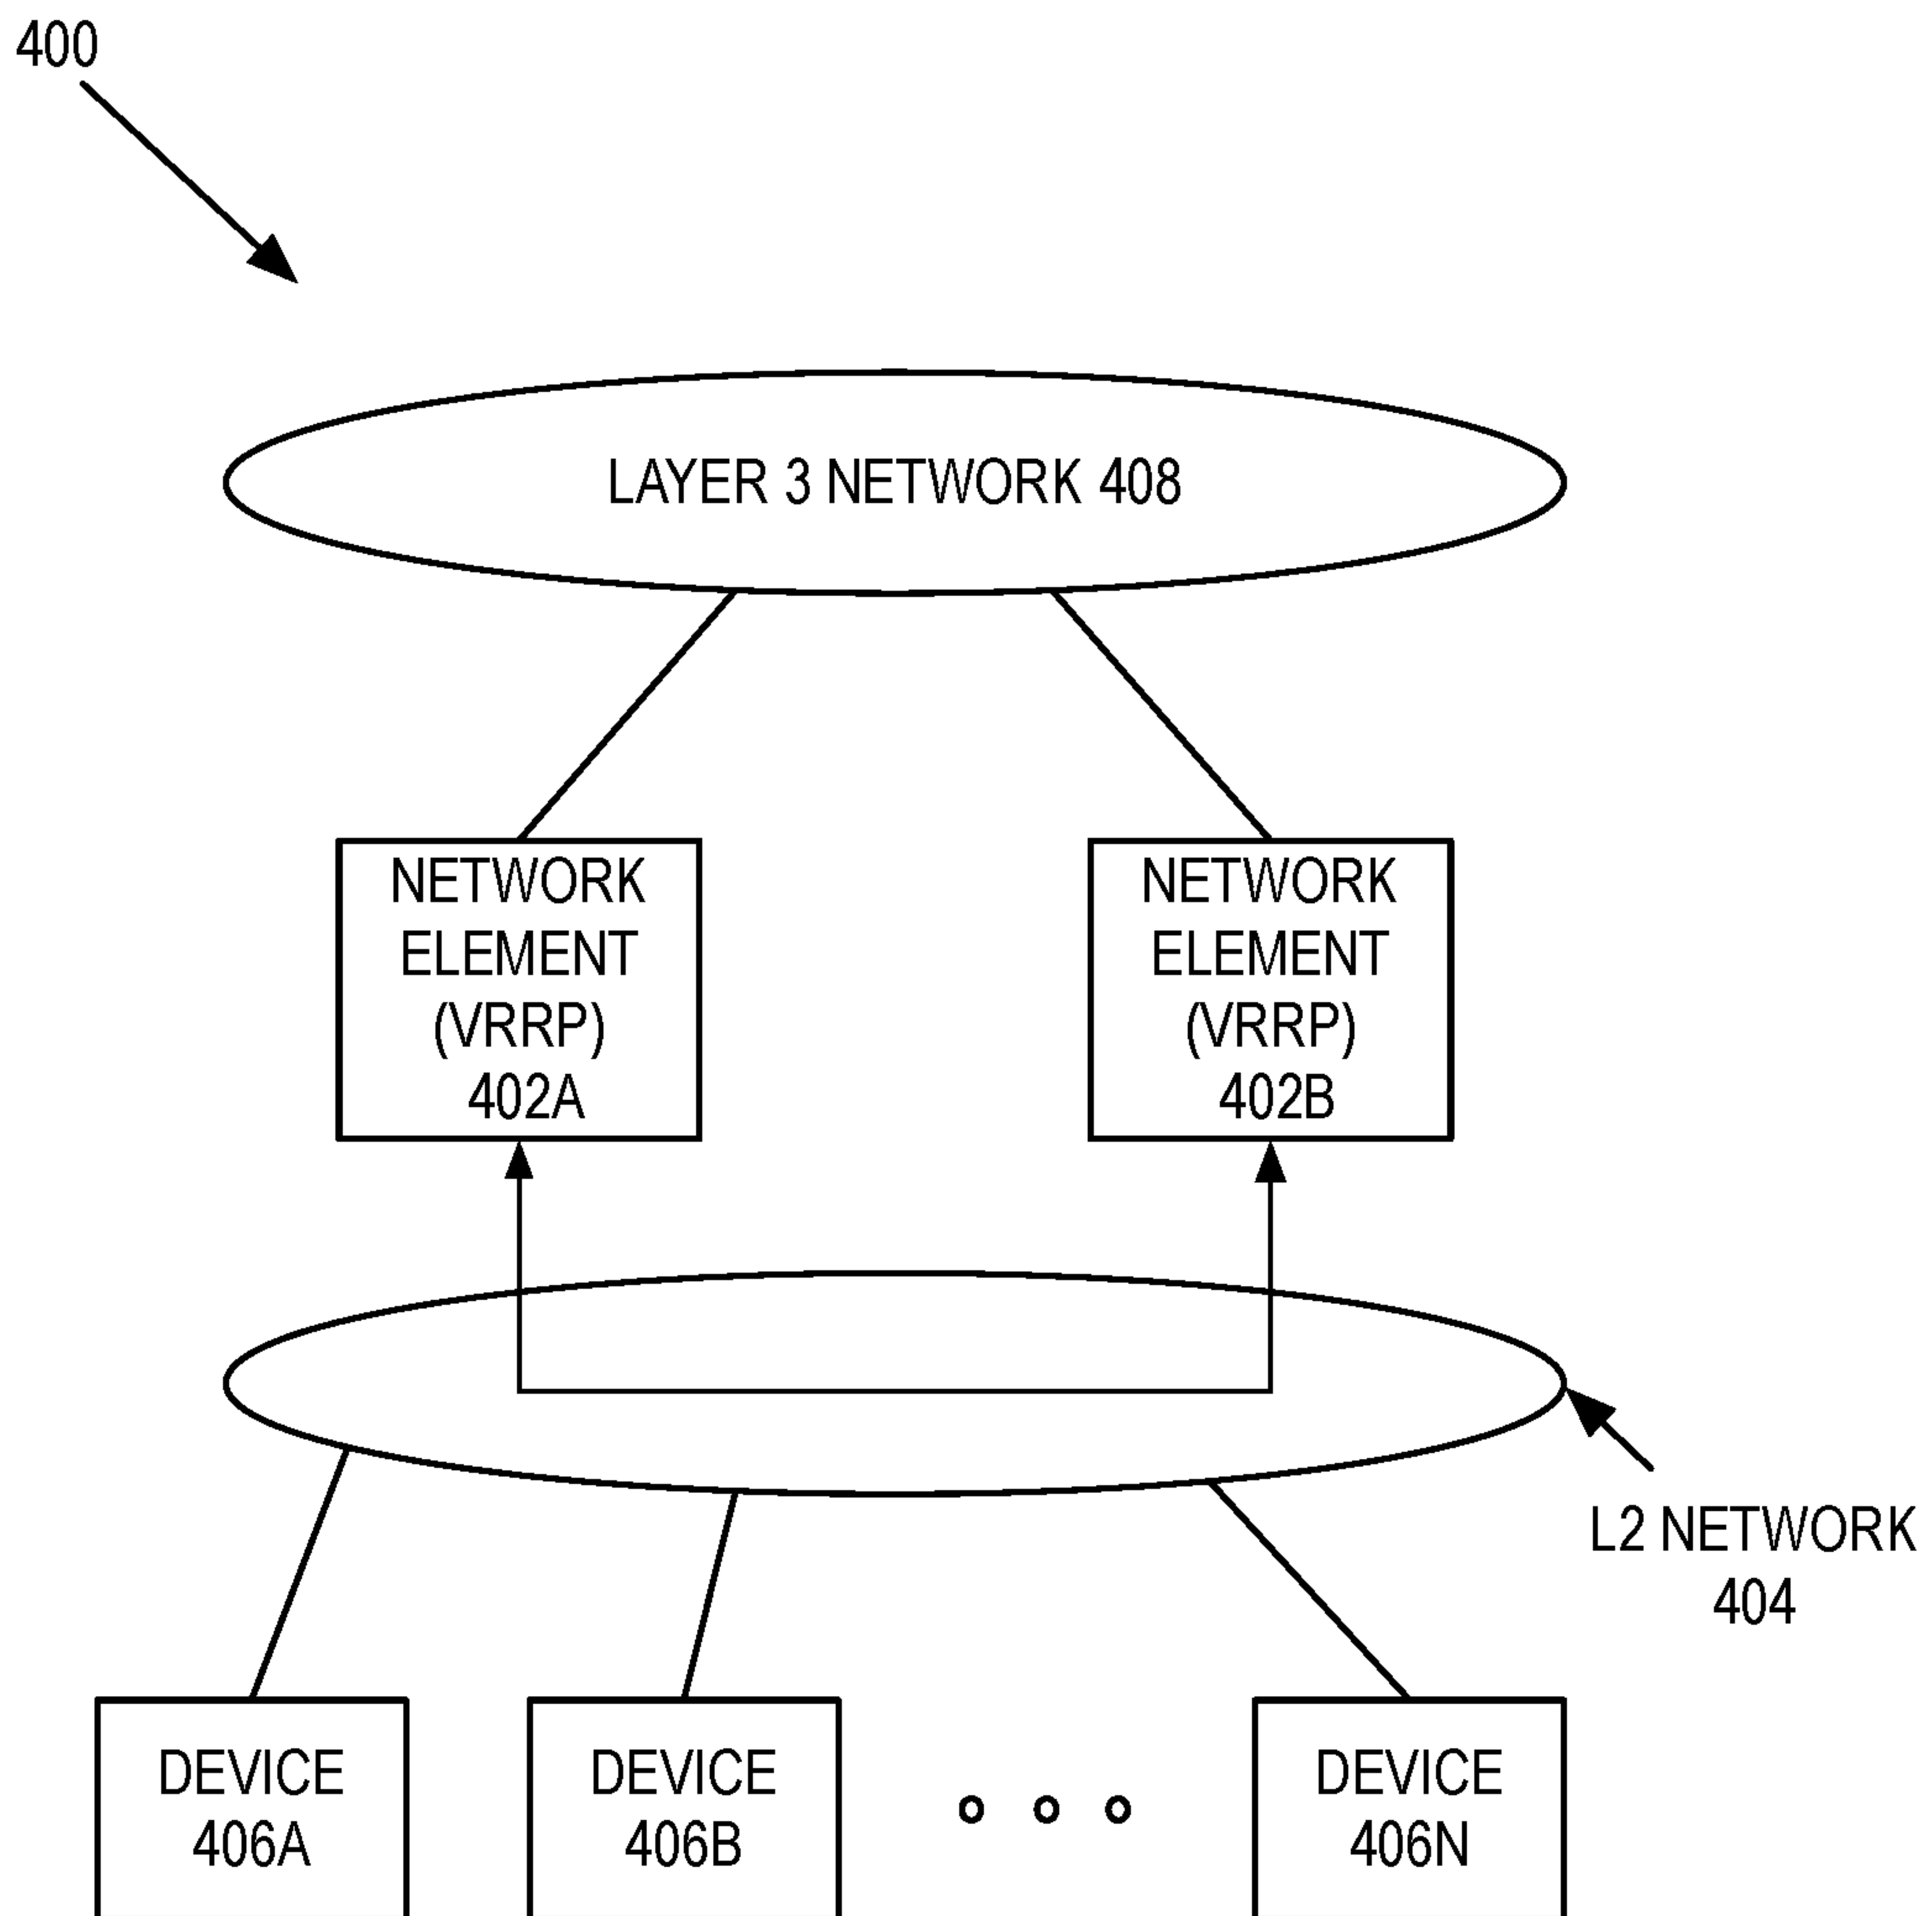 400
LAYER 3 NETWORK 408
NETWORK
ELEMENT
(VRRP)
402A
NETWORK
ELEMENT
(VRRP)
402B
L2 NETWORK
404
DEVICE
406A
DEVICE
406B
DEVICE
406N